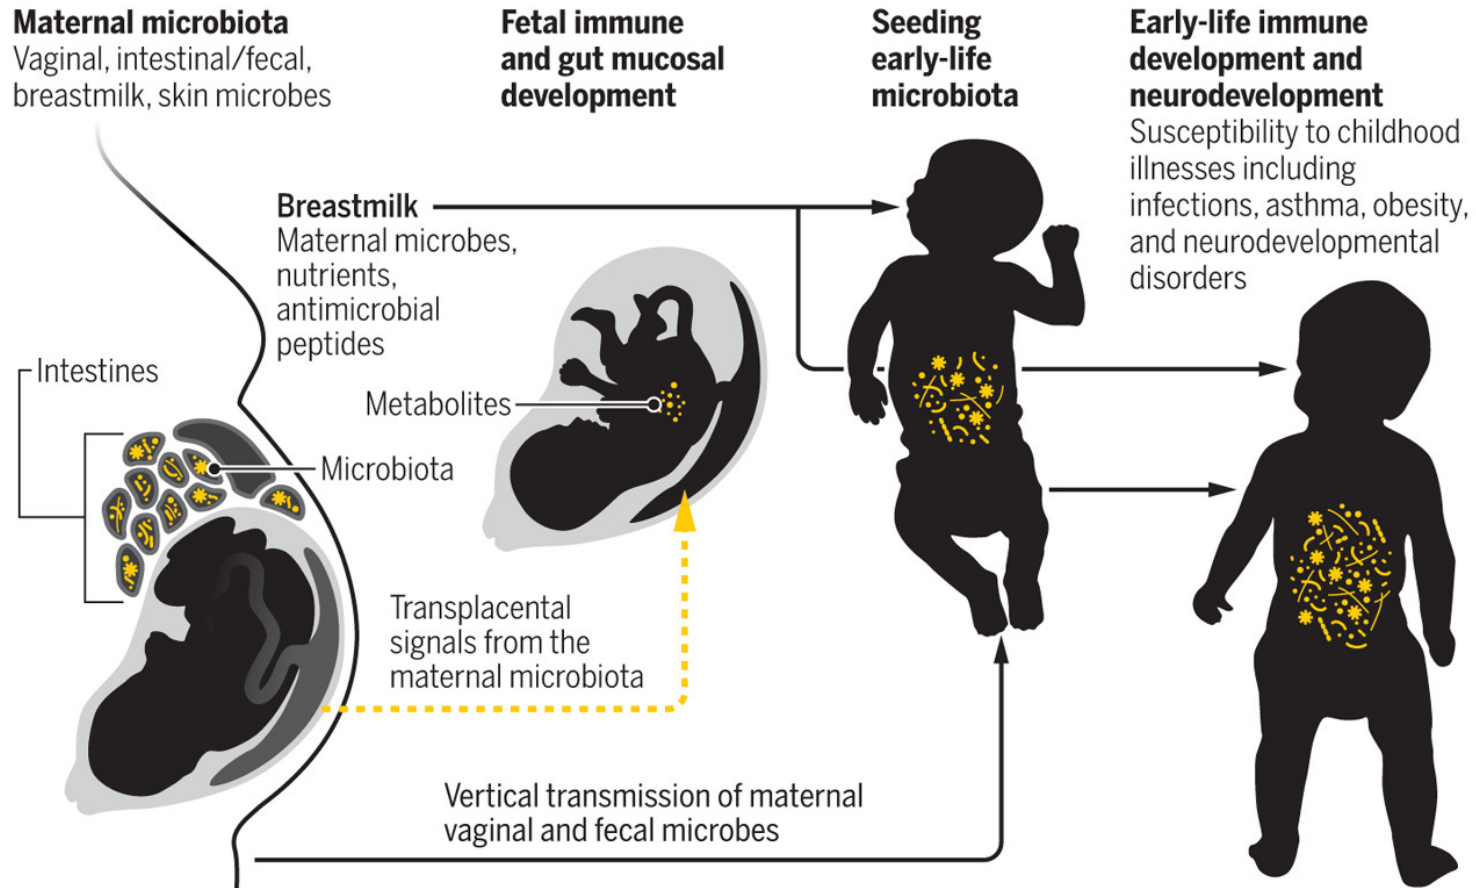 Maternal microbiota
Vaginal, intestinal/fecal,
breastmilk, skin microbes
Fetal immune
and gut mucosal
development
Seeding
early-life
microbiota
Early-life immune
development and
neurodevelopment
Susceptibility to childhood
illnesses including
infections, asthma, obesity,
and neurodevelopmental
disorders
Breastmilk
Maternal microbes,
nutrients,
antimicrobial
peptides
Intestines
Metabolites
Microbiota
Transplacental
signals from the
maternal microbiota
Vertical transmission of maternal
vaginal and fecal microbes